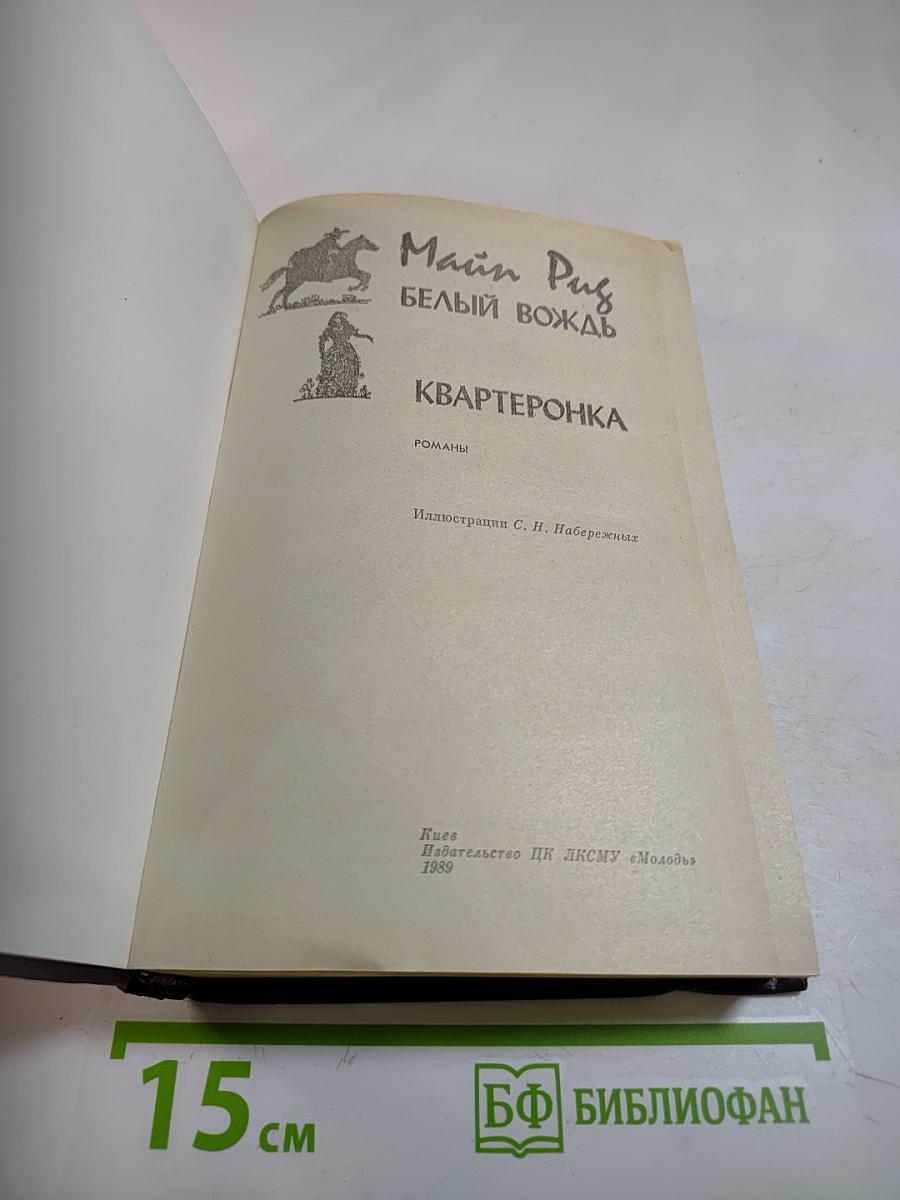 Майн Рид
БЕЛЫЙ ВОЖДЬ
КВАРТЕРОНКА
РОМАНЫ
Иллюстрации С. Н. Набережных
Киев
Издательство ЦК ЛКСМУ «Молодь»
1989
15 см
БФ БИБЛИОФАН